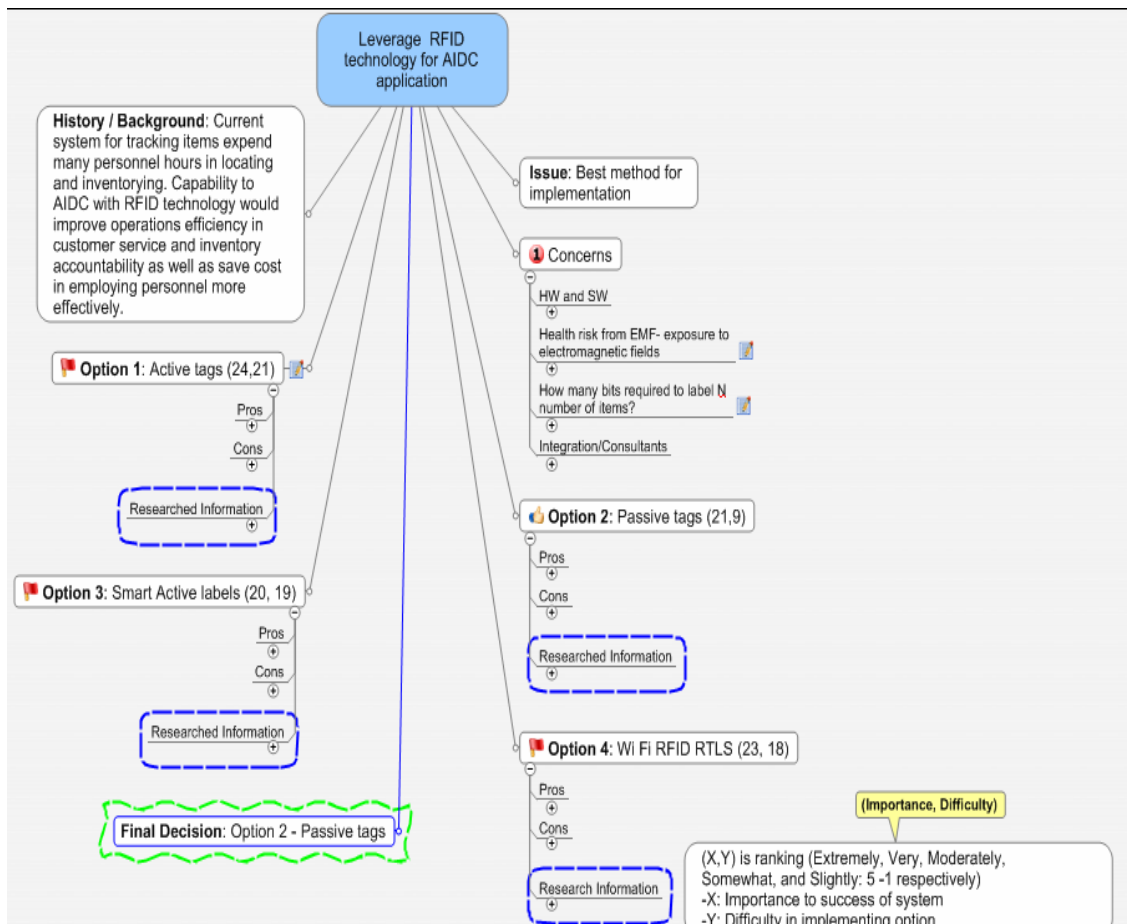 Leverage RFID
technology for AIDC
application
History / Background: Current
system for tracking items expend
many personnel hours in locating
and inventorying. Capability to
AIDC with RFID technology would
improve operations efficiency in
customer service and inventory
accountability as well as save cost
in employing personnel more
effectively.
Issue: Best method for
implementation
1 Concerns
HW and SW
Health risk from EMF- exposure to
electromagnetic fields
How many bits required to label N
number of items?
Integration/Consultants
Option 1: Active tags (24,21)
Pros
Cons
Researched Information
Option 2: Passive tags (21,9)
Pros
Cons
Researched Information
Option 3: Smart Active labels (20, 19)
Pros
Cons
Researched Information
Option 4: Wi Fi RFID RTLS (23, 18)
Pros
Cons
Research Information
Final Decision: Option 2 - Passive tags
(Importance, Difficulty)
(X,Y) is ranking (Extremely, Very, Moderately,
Somewhat, and Slightly: 5 -1 respectively)
-X: Importance to success of system
-Y: Difficulty in implementing option